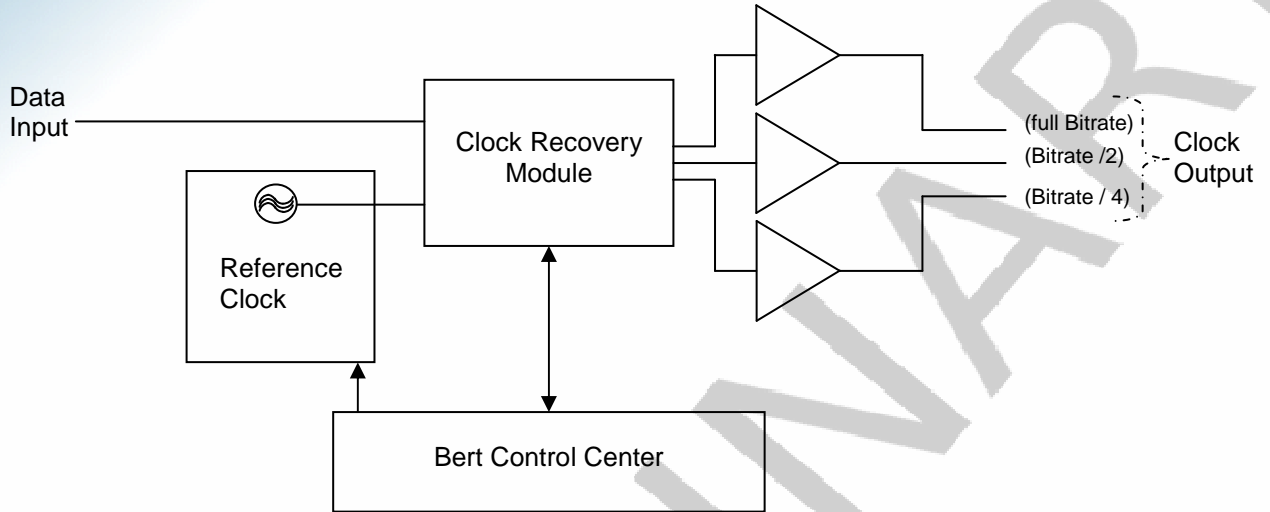 Data
Input
Clock Recovery
Module
(full Bitrate)
(Bitrate /2)
(Bitrate / 4)
Clock
Output
Reference
Clock
Bert Control Center